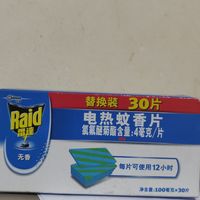 替换装 30片
Raid
雷达
无香
电热蚊香片
氯氟醚菊酯含量:4毫克/片
每片可使用12小时
净含量:100毫克×30片